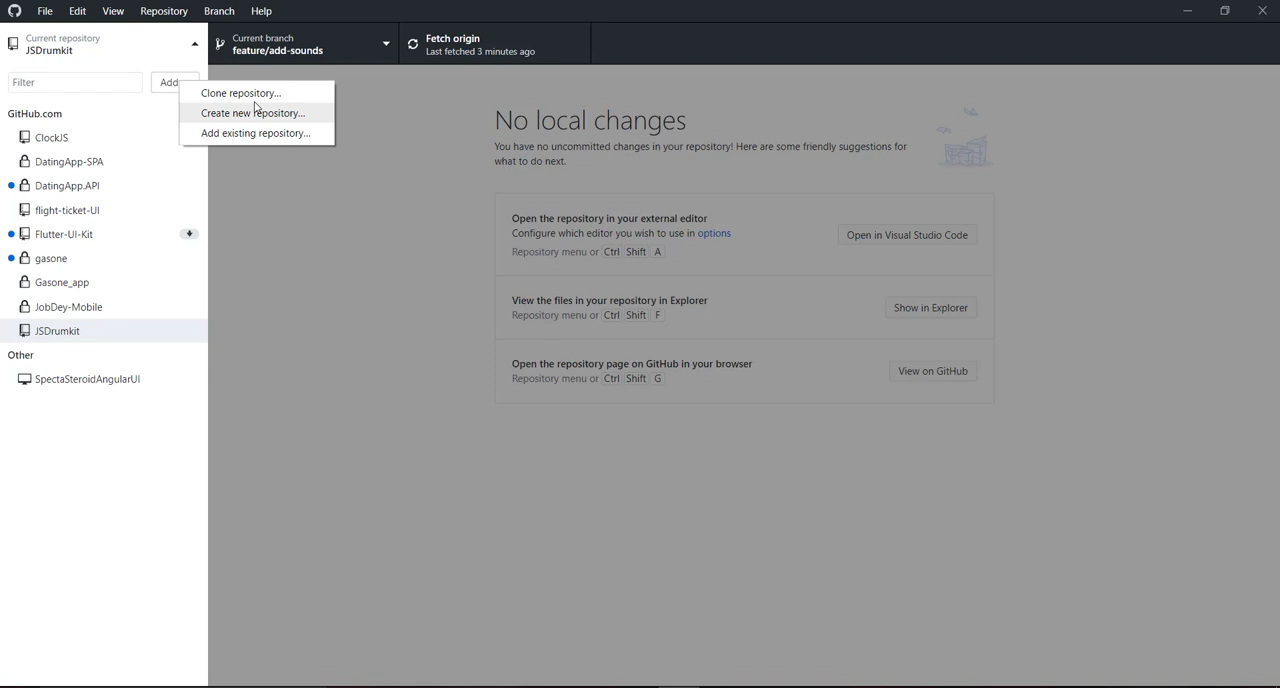 File Edit View Repository Branch Help
Current repository
JSDrumkit
Current branch
feature/add-sounds
Fetch origin
Last fetched 3 minutes ago
Filter
Add
Clone repository...
Create new repository...
Add existing repository...
GitHub.com
ClockJS
DatingApp-SPA
DatingApp.API
flight-ticket-UI
Flutter-UI-Kit
gasone
Gasone_app
JobDey-Mobile
JSDrumkit
Other
SpectaSteroidAngularUI
No local changes
You have no uncommitted changes in your repository! Here are some friendly suggestions for
what to do next.
Open the repository in your external editor
Configure which editor you wish to use in options
Repository menu or Ctrl Shift A
Open in Visual Studio Code
View the files in your repository in Explorer
Repository menu or Ctrl Shift F
Show in Explorer
Open the repository page on GitHub in your browser
Repository menu or Ctrl Shift G
View on GitHub